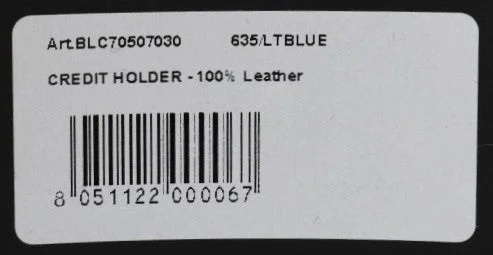 Art.BLC70507030 635/LTBLUE
CREDIT HOLDER - 100% Leather
8 051122 000067